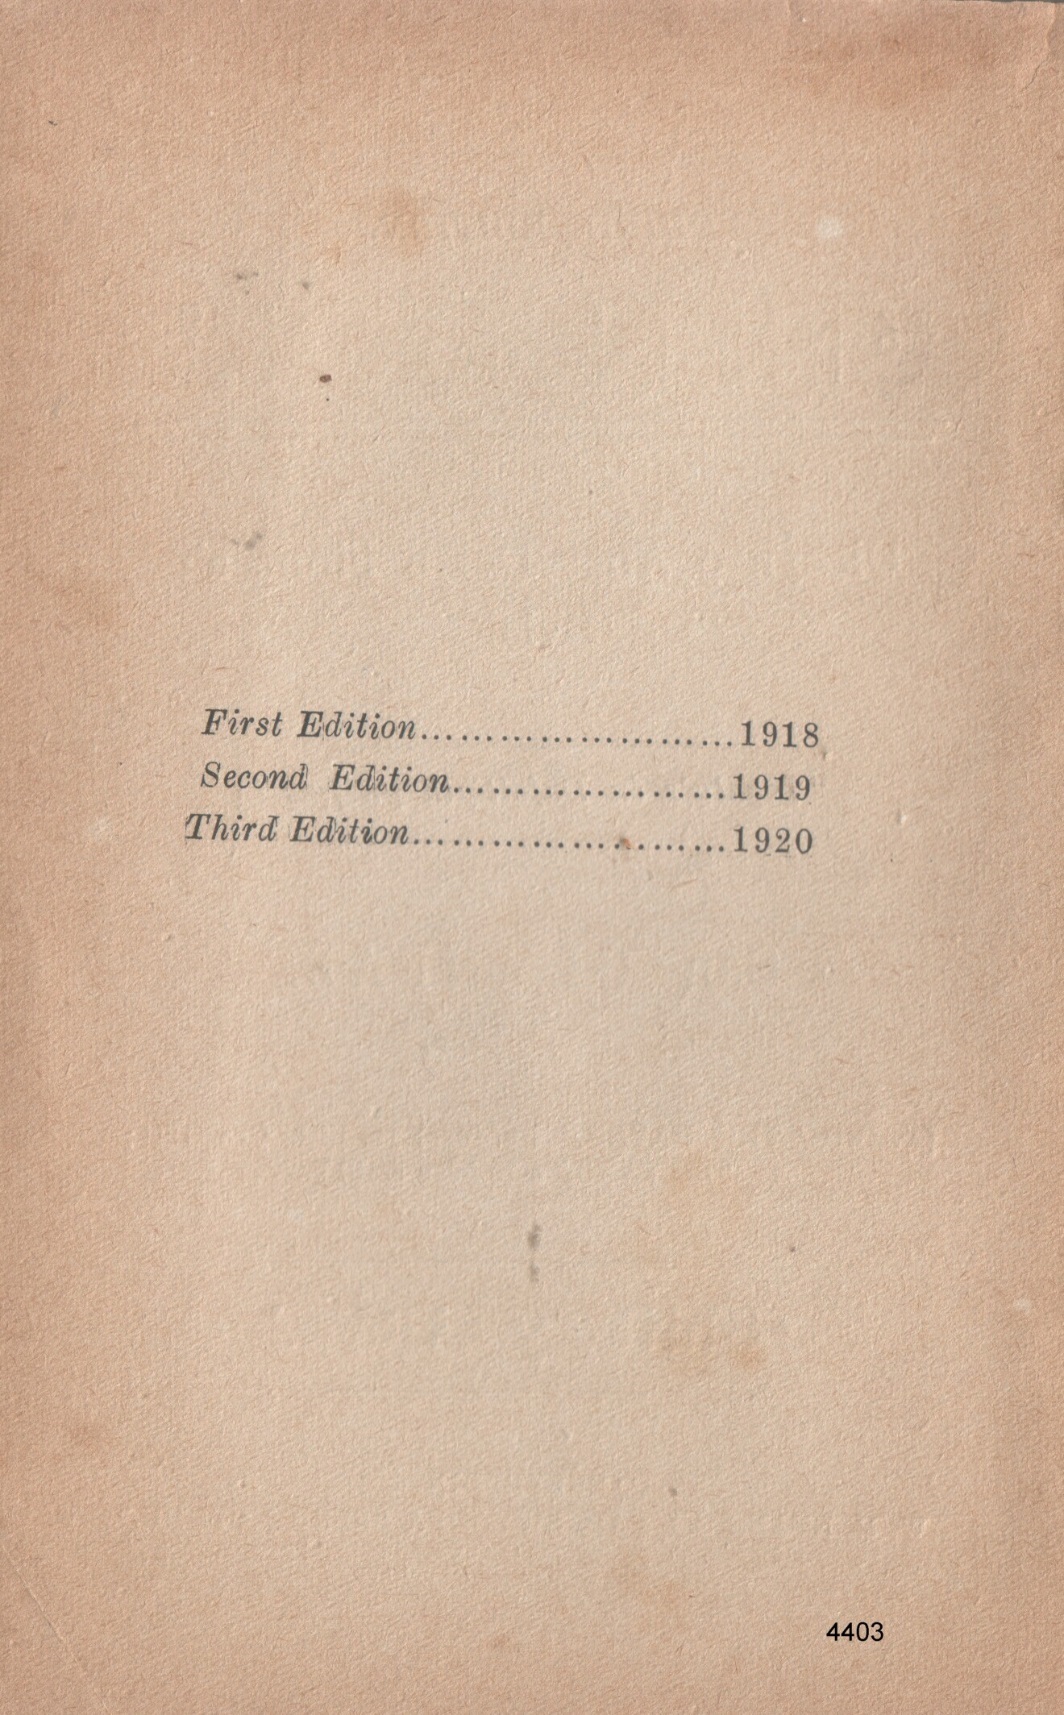 First Edition........................1918
Second Edition.....................1919
Third Edition........................1920
4403